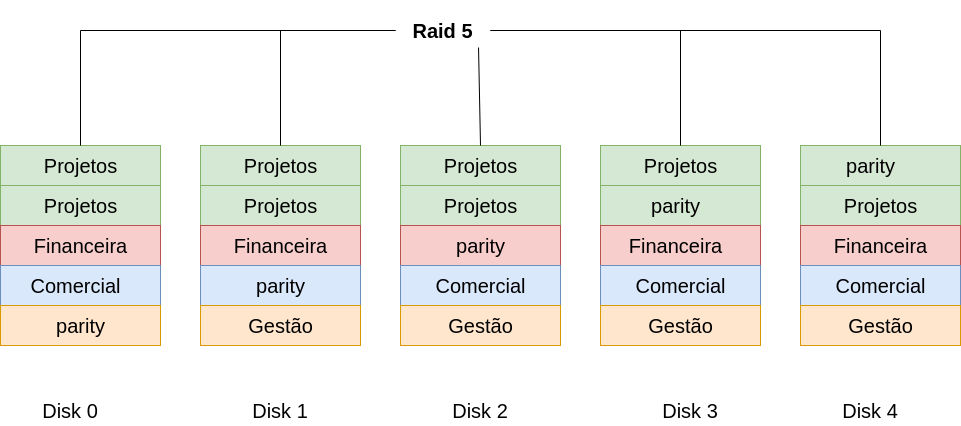 Raid 5
Projetos Projetos Projetos Projetos parity
Projetos Projetos Projetos parity Projetos
Financeira Financeira parity Financeira Financeira
Comercial parity Comercial Comercial Comercial
parity Gestão Gestão Gestão Gestão
Disk 0 Disk 1 Disk 2 Disk 3 Disk 4